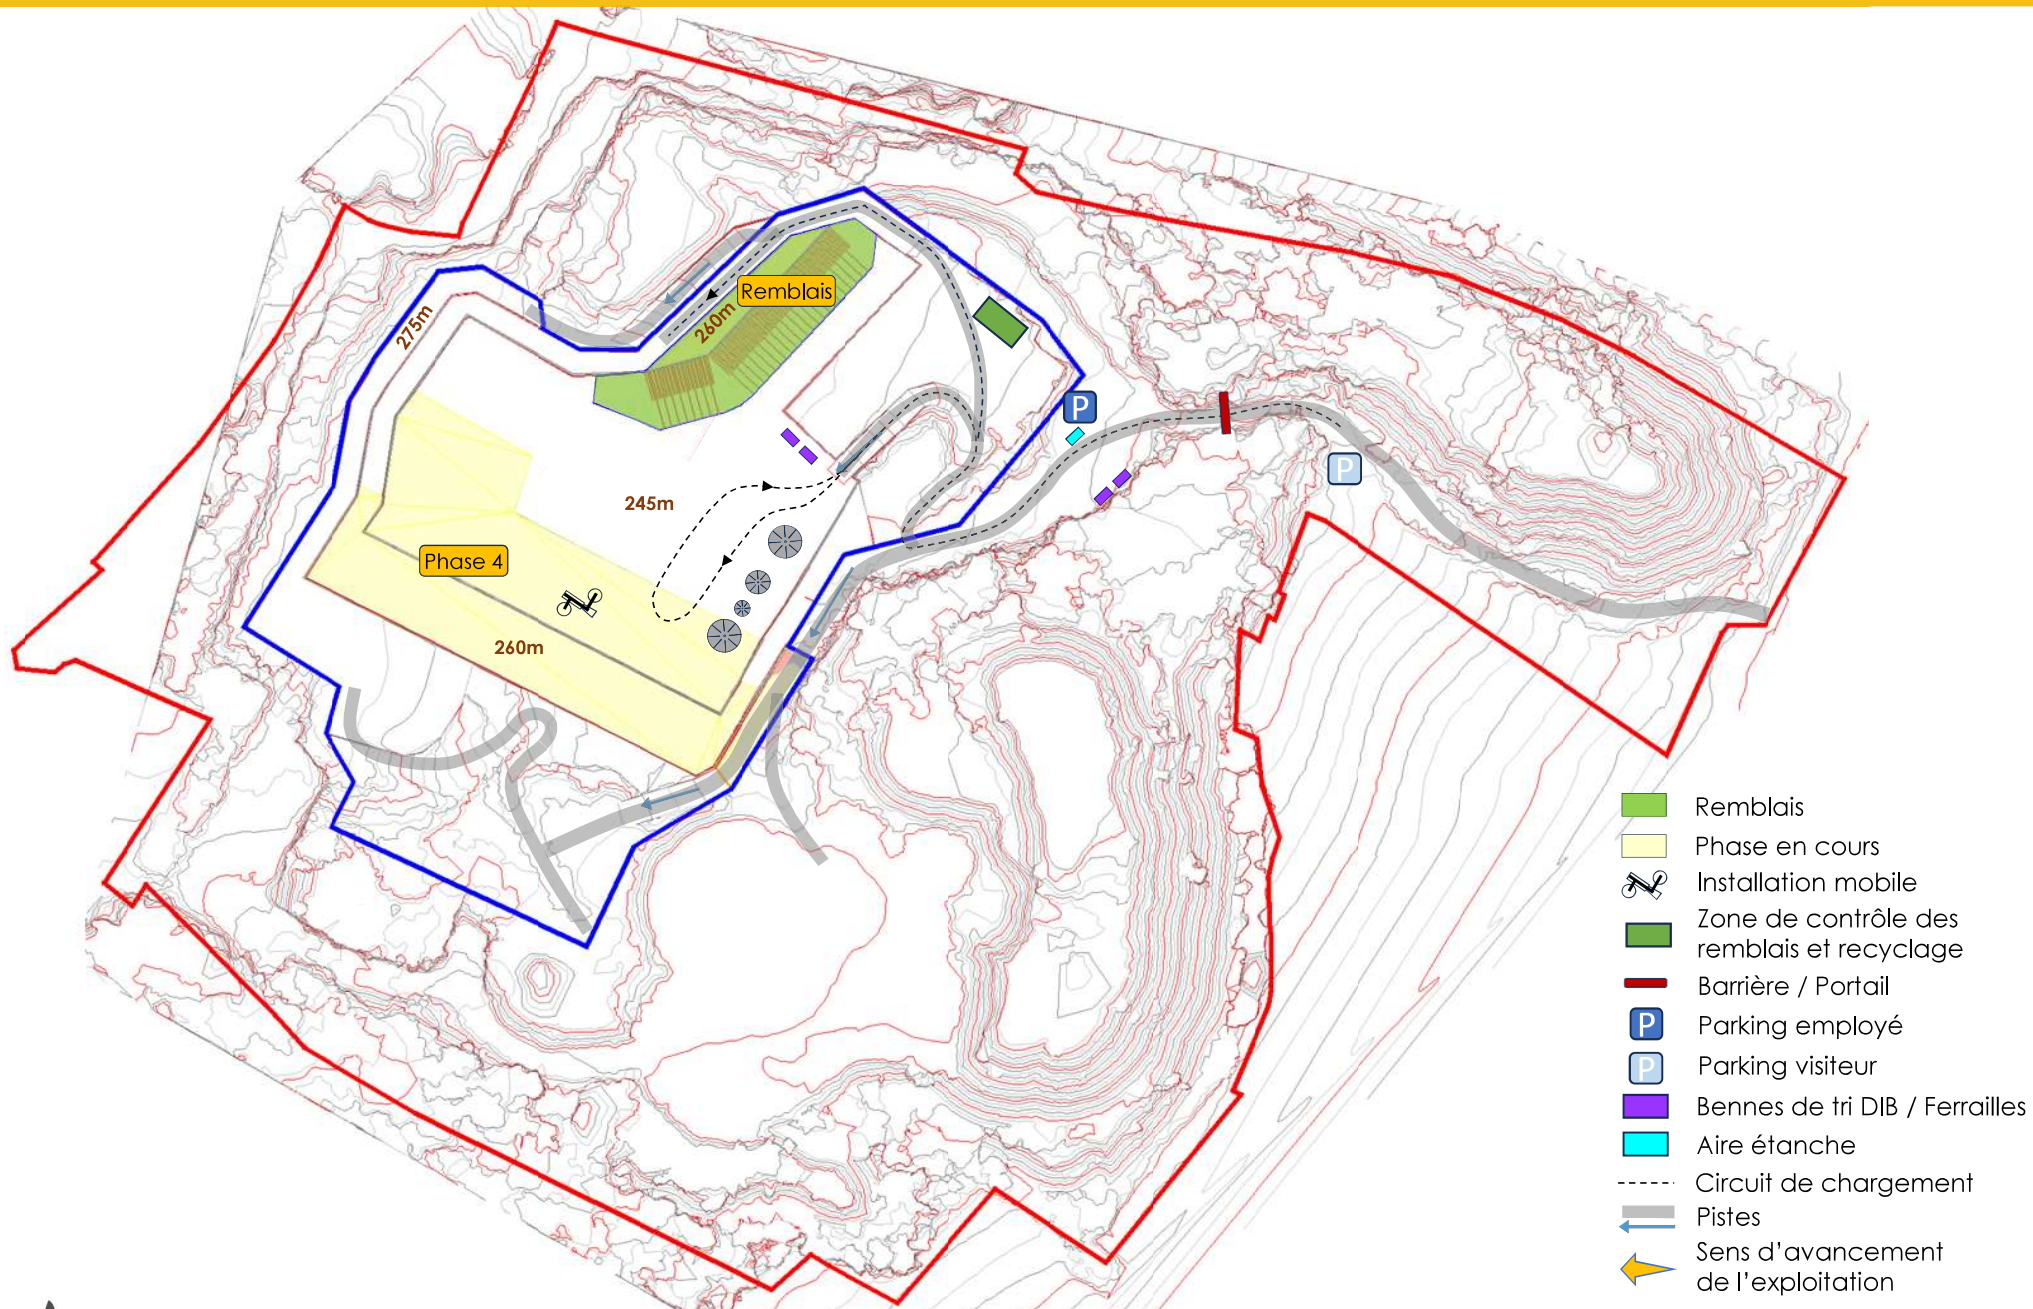 Remblais
260m
275m
P
P
245m
Phase 4
260m
Remblais
Phase en cours
Installation mobile
Zone de contrôle des
remblais et recyclage
Barrière / Portail
P Parking employé
P Parking visiteur
Bennes de tri DIB / Ferrailles
Aire étanche
Circuit de chargement
Pistes
Sens d'avancement
de l'exploitation